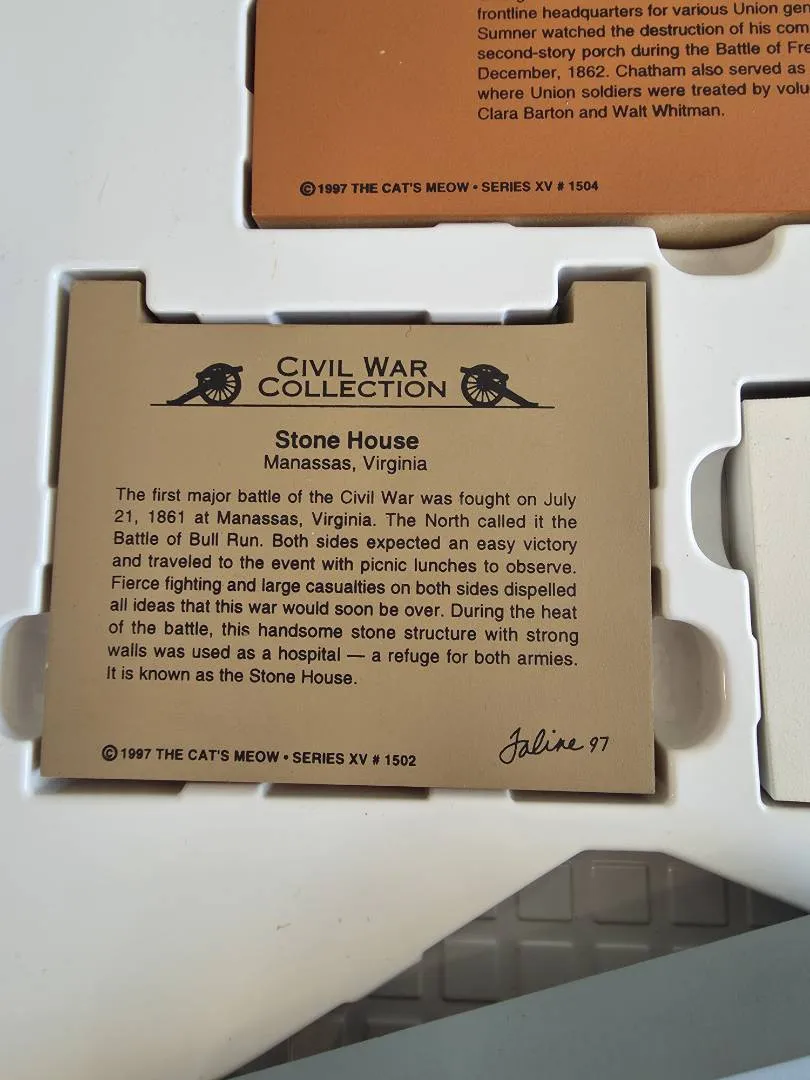 frontline headquarters for various Union
Sumner watched the destruction of his
second-story porch during the Battle of
December, 1862. Chatham also served as
where Union soldiers were treated by
Clara Barton and Walt Whitman.
©1997 THE CAT'S MEOW • SERIES XV # 1504
CIVIL WAR
COLLECTION
Stone House
Manassas, Virginia
The first major battle of the Civil War was fought on July
21, 1861 at Manassas, Virginia. The North called it the
Battle of Bull Run. Both sides expected an easy victory
and traveled to the event with picnic lunches to observe.
Fierce fighting and large casualties on both sides dispelled
all ideas that this war would soon be over. During the heat
of the battle, this handsome stone structure with strong
walls was used as a hospital — a refuge for both armies.
It is known as the Stone House.
©1997 THE CAT'S MEOW • SERIES XV # 1502
Faline 97